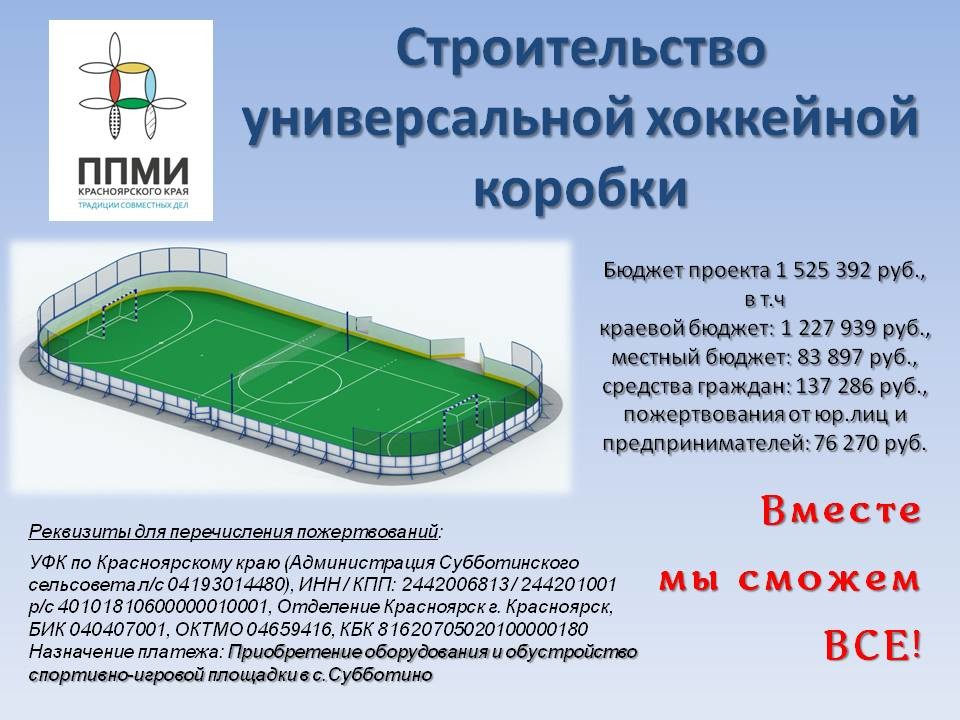 Строительство
универсальной хоккейной
коробки
ППМИ
КРАСНОЯРСКОГО КРАЯ
ТРАДИЦИИ СОВМЕСТНЫХ ДЕЛ
Бюджет проекта 1 525 392 руб.,
в т.ч
краевой бюджет: 1 227 939 руб.,
местный бюджет: 83 897 руб.,
средства граждан: 137 286 руб.,
пожертвования от юр.лиц и
предпринимателей: 76 270 руб.
Вместе
мы сможем
ВСЕ!
Реквизиты для перечисления пожертвований:
УФК по Красноярскому краю (Администрация Субботинского
сельсовета л/с 04193014480), ИНН / КПП: 2442006813 / 244201001
р/с 40101810600000010001, Отделение Красноярск г. Красноярск,
БИК 040407001, ОКТМО 04659416, КБК 81620705020100000180
Назначение платежа: Приобретение оборудования и обустройство
спортивно-игровой площадки в с.Субботино